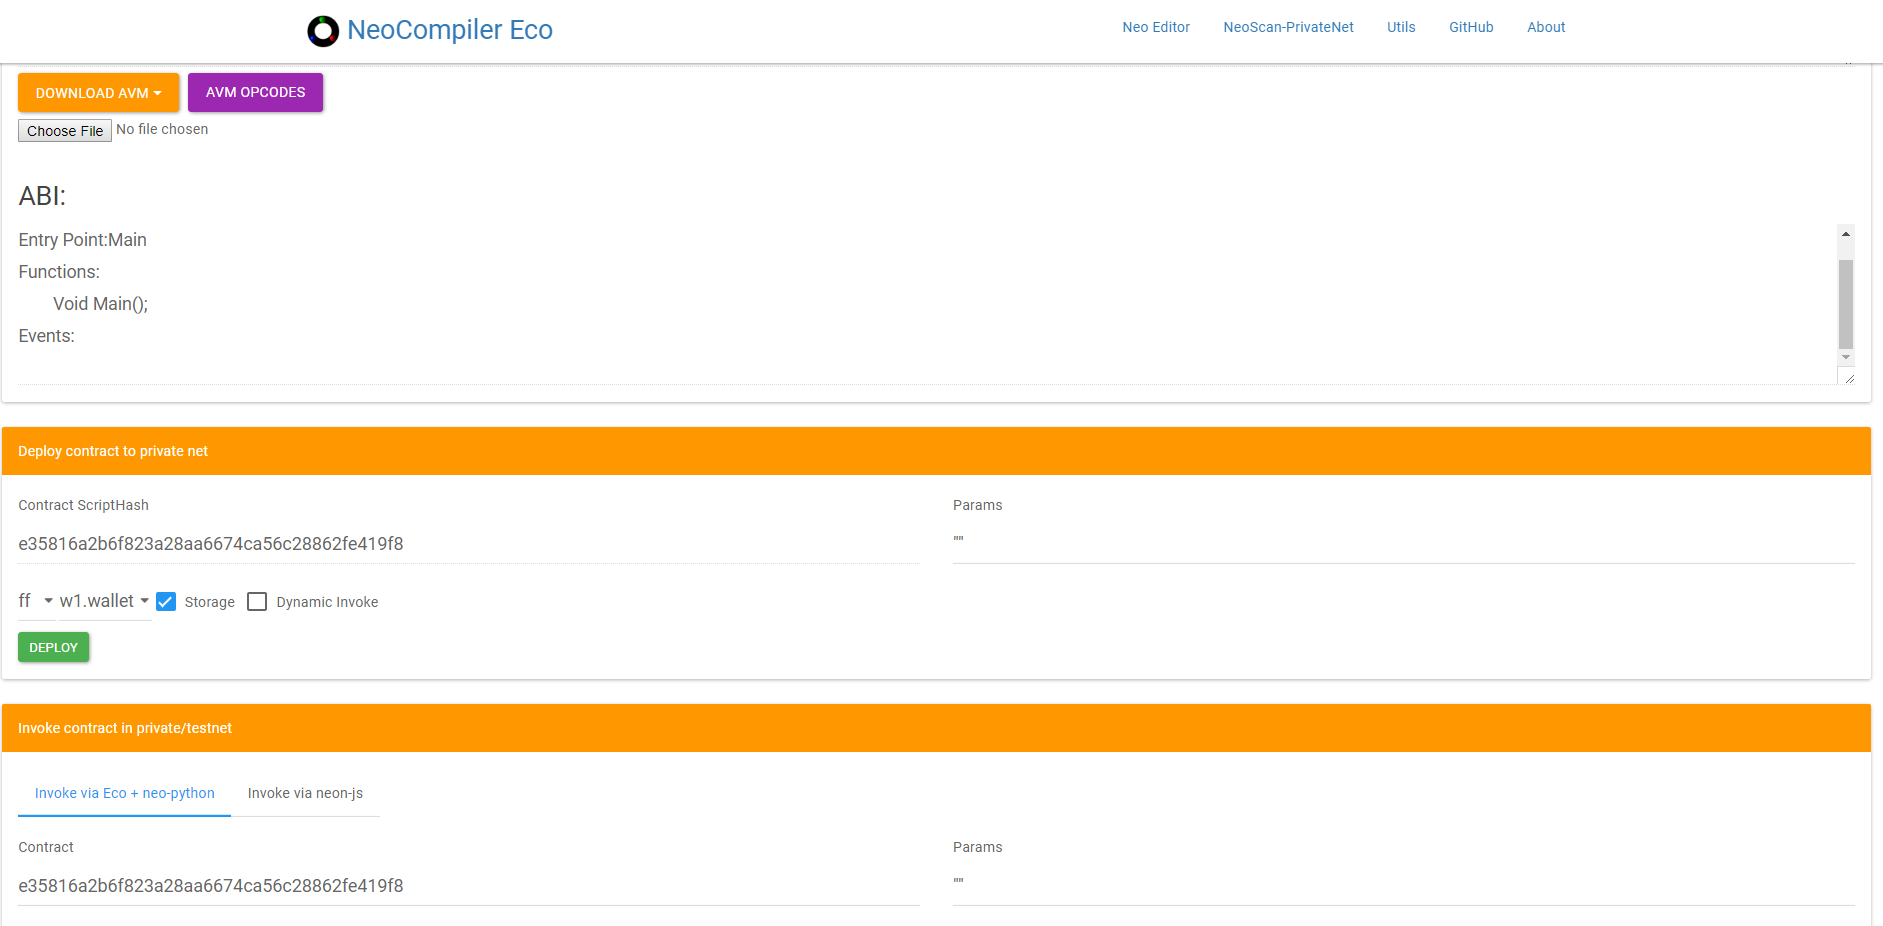 NeoCompiler Eco
Neo Editor NeoScan-PrivateNet Utils GitHub About
DOWNLOAD AVM AVM OPCODES
Choose File No file chosen
ABI:
Entry Point:Main
Functions:
Void Main();
Events:
Deploy contract to private net
Contract ScriptHash Params
e35816a2b6f823a28aa6674ca56c28862fe419f8 ""
ff w1.wallet Storage Dynamic Invoke
DEPLOY
Invoke contract in private/testnet
Invoke via Eco + neo-python Invoke via neon-js
Contract Params
e35816a2b6f823a28aa6674ca56c28862fe419f8 ""